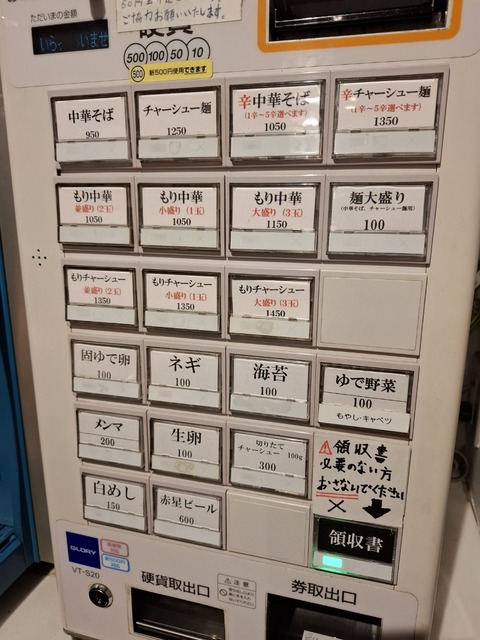 ただいまの金額
ご協力お願いいたします。
いらっ いませ
硬貨
500 100 50 10
500 新500円使用できます
中華そば
950
チャーシュー麺
1250
辛中華そば
(1辛～5辛選べます)
1050
辛チャーシュー麺
(1辛～5辛選べます)
1350
もり中華
並盛り(2玉)
1050
もり中華
小盛り(1玉)
1050
もり中華
大盛り(3玉)
1150
麺大盛り
(中華そば、チャーシュー麺用)
100
もりチャーシュー
並盛り(2玉)
1350
もりチャーシュー
小盛り(1玉)
1350
もりチャーシュー
大盛り(3玉)
1450
固ゆで卵
100
ネギ
100
海苔
100
ゆで野菜
100
もやし・キャベツ
メンマ
200
生卵
100
切りたて
チャーシュー 100g
300
領収書
必要のない方
おさないでください
白めし
150
赤星ビール
600
領収書
GLORY
VT-S20
硬貨取出口
注意
券取出口